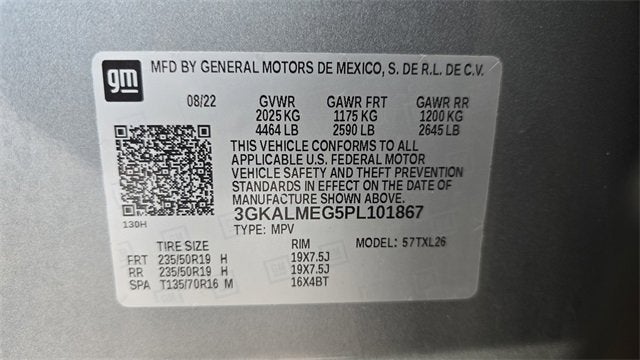 gm MFD BY GENERAL MOTORS DE MEXICO, S. DE R.L. DE C.V.
08/22 GVWR GAWR FRT GAWR RR
2025 KG 1175 KG 1200 KG
4464 LB 2590 LB 2645 LB
THIS VEHICLE CONFORMS TO ALL
APPLICABLE U.S. FEDERAL MOTOR
VEHICLE SAFETY AND THEFT PREVENTION
STANDARDS IN EFFECT ON THE DATE
OF MANUFACTURE SHOWN ABOVE.
130H 3GKALMEG5PL101867
TYPE: MPV
TIRE SIZE RIM MODEL: 57TXL26
FRT 235/50R19 H 19X7.5J
RR 235/50R19 H 19X7.5J
SPA T135/70R16 M 16X4BT